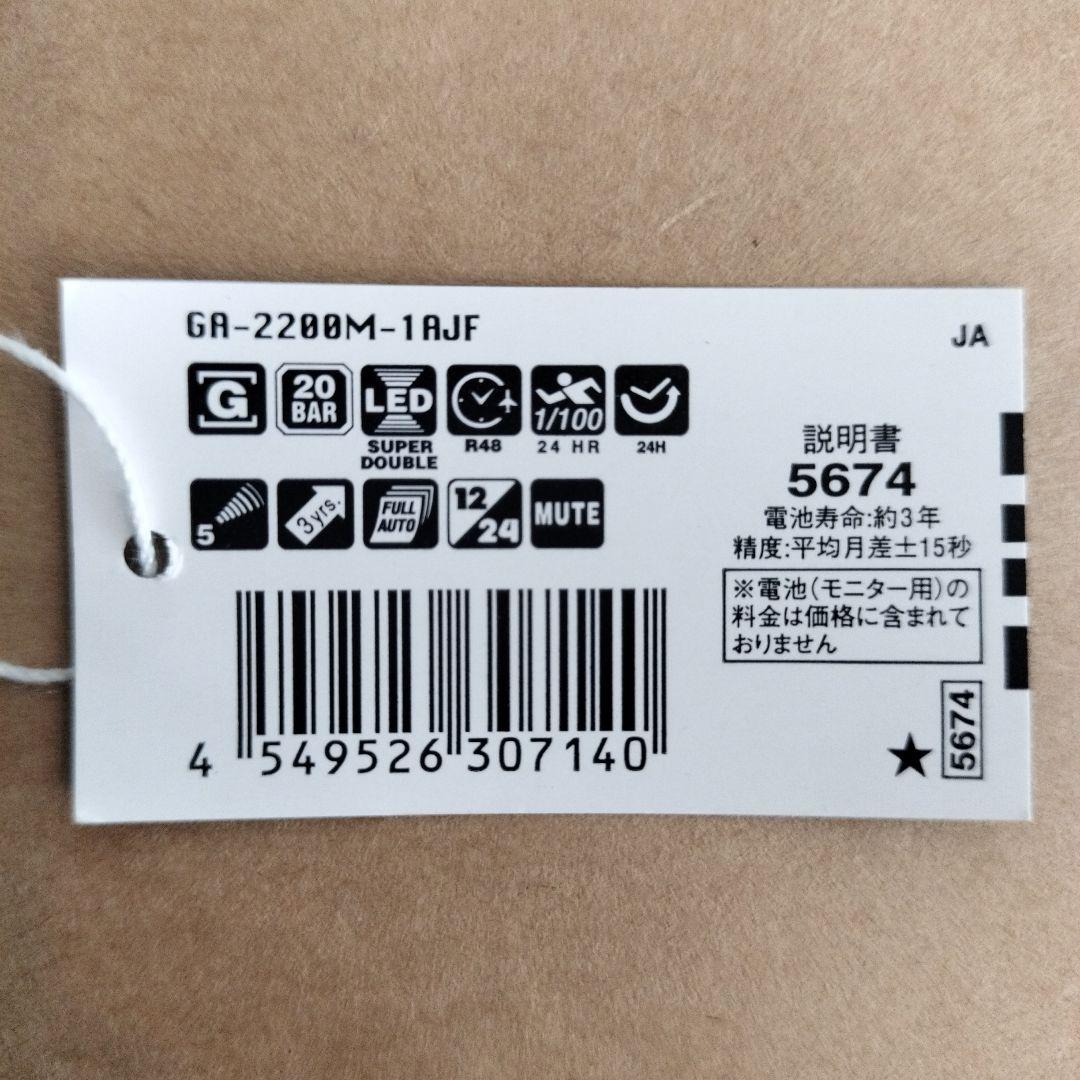 GA-2200M-1AJF
JA
G
20
BAR
LED
SUPER
DOUBLE
R48
1/100
24 HR
24H
5
3 yrs.
FULL
AUTO
12/24
MUTE
説明書
5674
電池寿命:約3年
精度:平均月差±15秒
※電池(モニター用)の
料金は価格に含まれて
おりません
4 549526 307140
★
5674